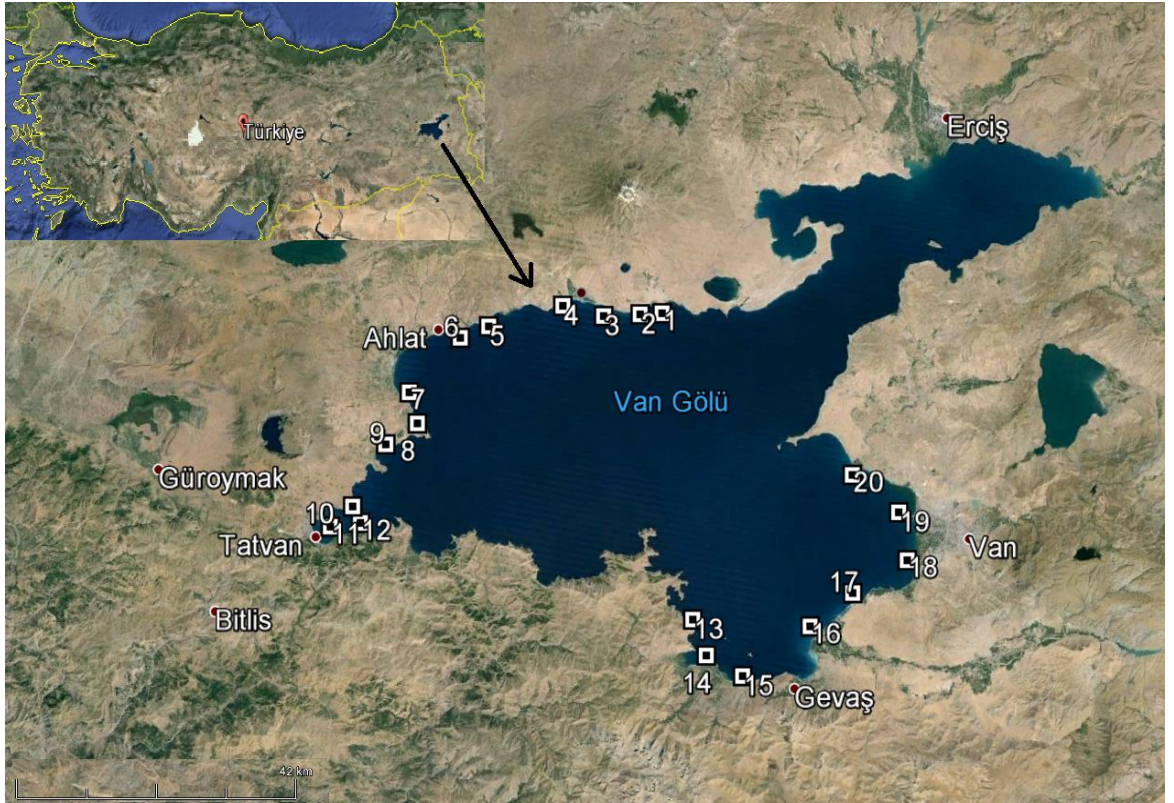 Türkiye
Erciş
4
3
2
1
6
5
Ahlat
Van Gölü
7
9
8
Güroymak
20
10
11
12
19
Tatvan
Van
18
17
Bitlis
13
16
14
15
Gevaş
42 km